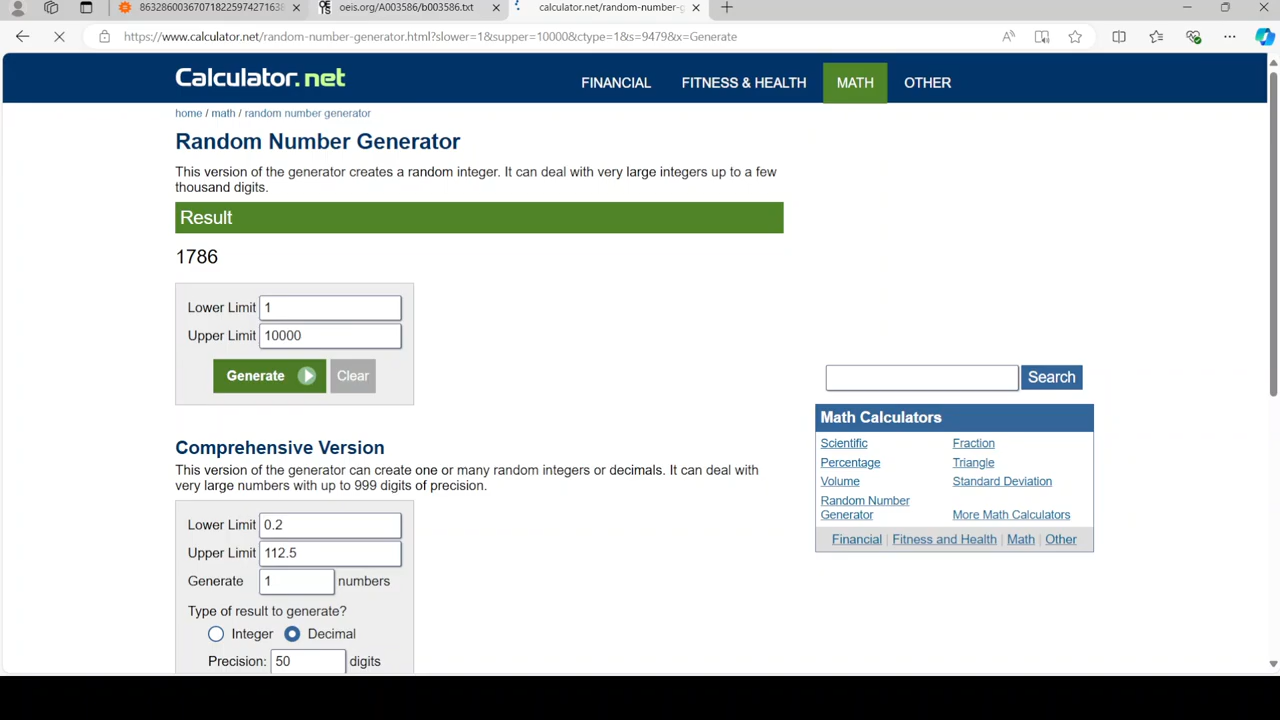 863286003670718225974271638
oeis.org/A003586/b003586.txt
calculator.net/random-number-g
https://www.calculator.net/random-number-generator.html?slower=1&supper=10000&ctype=1&s=9479&x=Generate
Calculator.net
FINANCIAL FITNESS & HEALTH MATH OTHER
home / math / random number generator
Random Number Generator
This version of the generator creates a random integer. It can deal with very large integers up to a few
thousand digits.
Result
1786
Lower Limit 1
Upper Limit 10000
Generate Clear
Search
Math Calculators
Scientific Fraction
Percentage Triangle
Volume Standard Deviation
Random Number
Generator More Math Calculators
Financial | Fitness and Health | Math | Other
Comprehensive Version
This version of the generator can create one or many random integers or decimals. It can deal with
very large numbers with up to 999 digits of precision.
Lower Limit 0.2
Upper Limit 112.5
Generate 1 numbers
Type of result to generate?
Integer Decimal
Precision: 50 digits